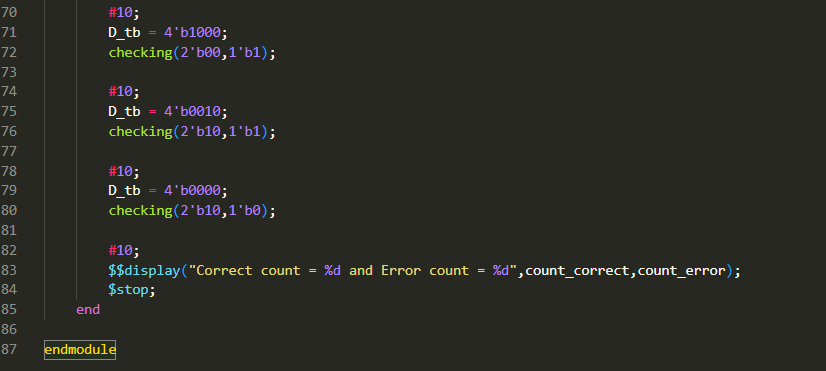 70 #10;
71 D_tb = 4'b1000;
72 checking(2'b00,1'b1);
73
74 #10;
75 D_tb = 4'b0010;
76 checking(2'b10,1'b1);
77
78 #10;
79 D_tb = 4'b0000;
80 checking(2'b10,1'b0);
81
82 #10;
83 $$display("Correct count = %d and Error count = %d",count_correct,count_error);
84 $stop;
85 end
86
87 endmodule